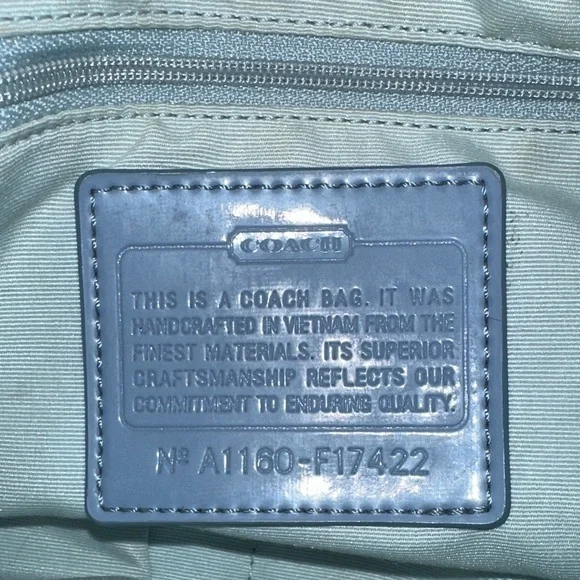 COACH
THIS IS A COACH BAG. IT WAS
HANDCRAFTED IN VIETNAM FROM THE
FINEST MATERIALS. ITS SUPERIOR
CRAFTSMANSHIP REFLECTS OUR
COMMITMENT TO ENDURING QUALITY.
Nº A1160-F17422